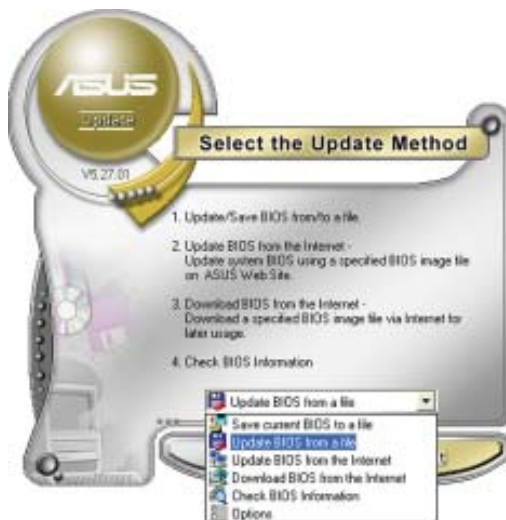 ASUS
Update
V5.27.01
Select the Update Method
1. Update/Save BIOS from/to a file
2. Update BIOS from the Internet -
Update system BIOS using a specified BIOS image file
on ASUS Web Site.
3. Download BIOS from the Internet -
Download a specified BIOS image file via Internet for
later usage.
4. Check BIOS Information
Update BIOS from a file
Save current BIOS to a file
Update BIOS from a file
Update BIOS from the Internet
Download BIOS from the Internet
Check BIOS Information
Options